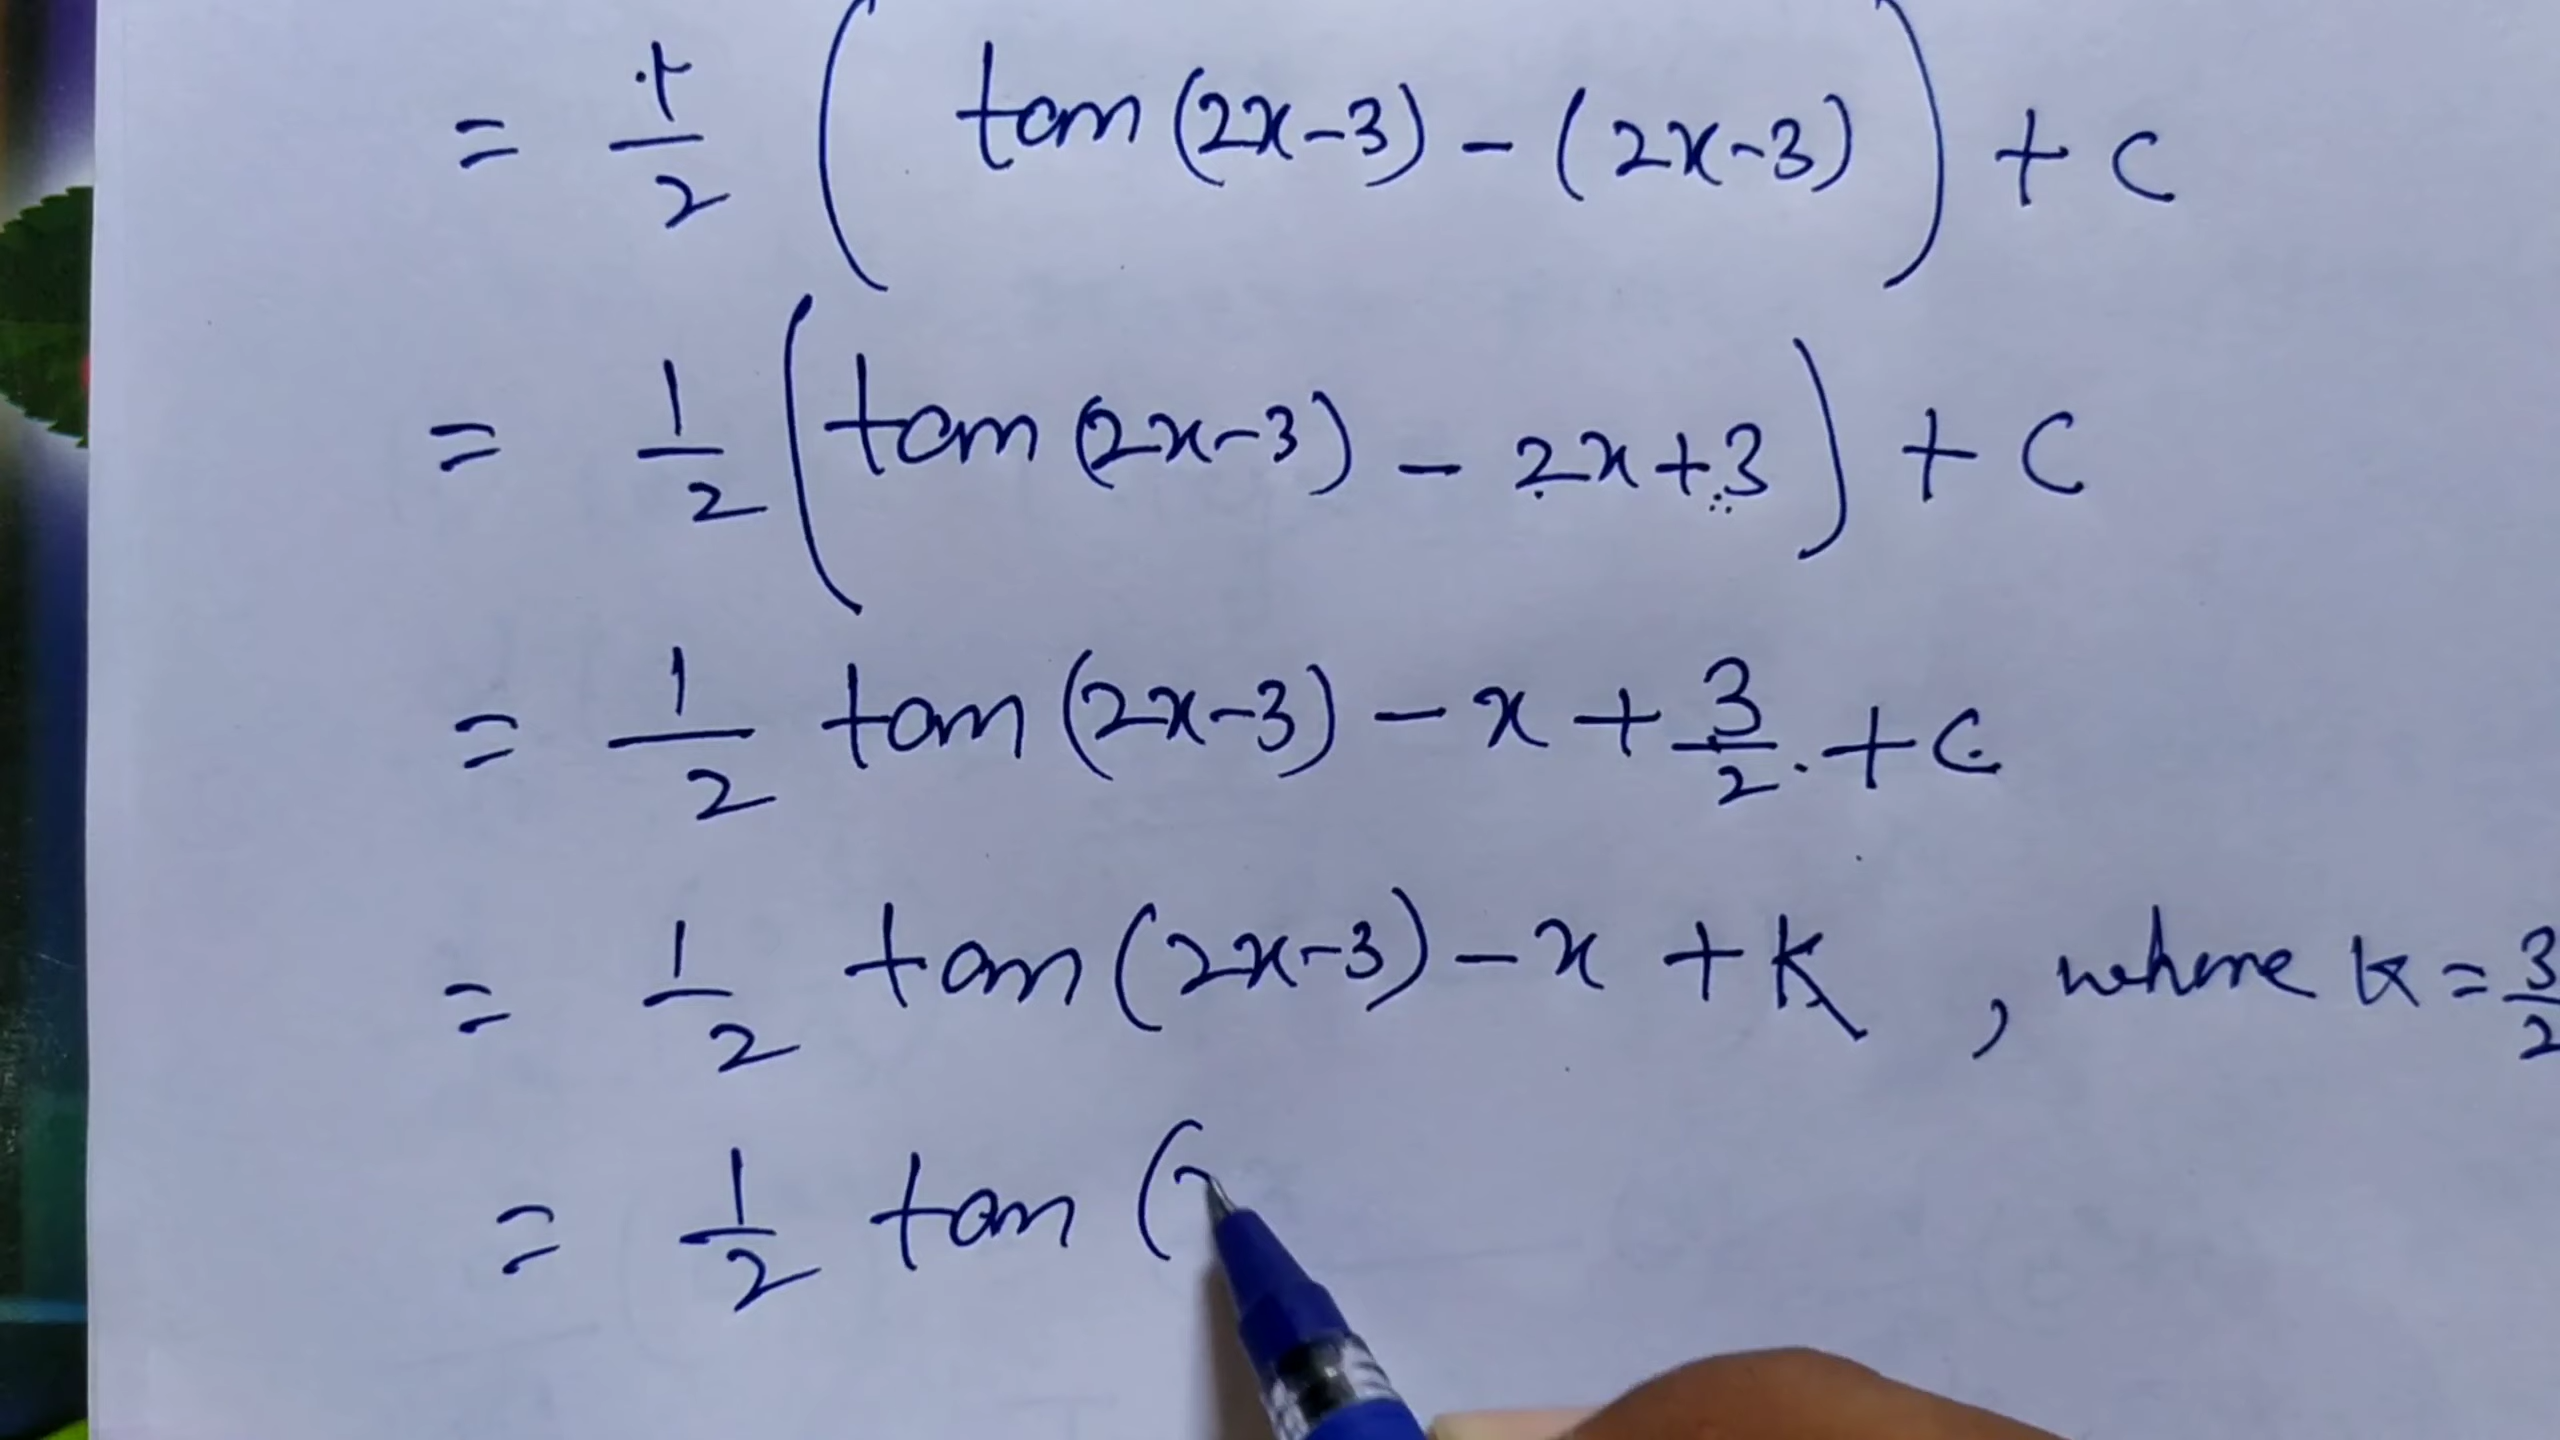 = 1/2 ( tan (2x-3) - (2x-3) ) + c
= 1/2 ( tan (2x-3) - 2x+3 ) + c
= 1/2 tan (2x-3) - x + 3/2 . + c
= 1/2 tan (2x-3) - x + k , where k = 3/2
= 1/2 tan (2